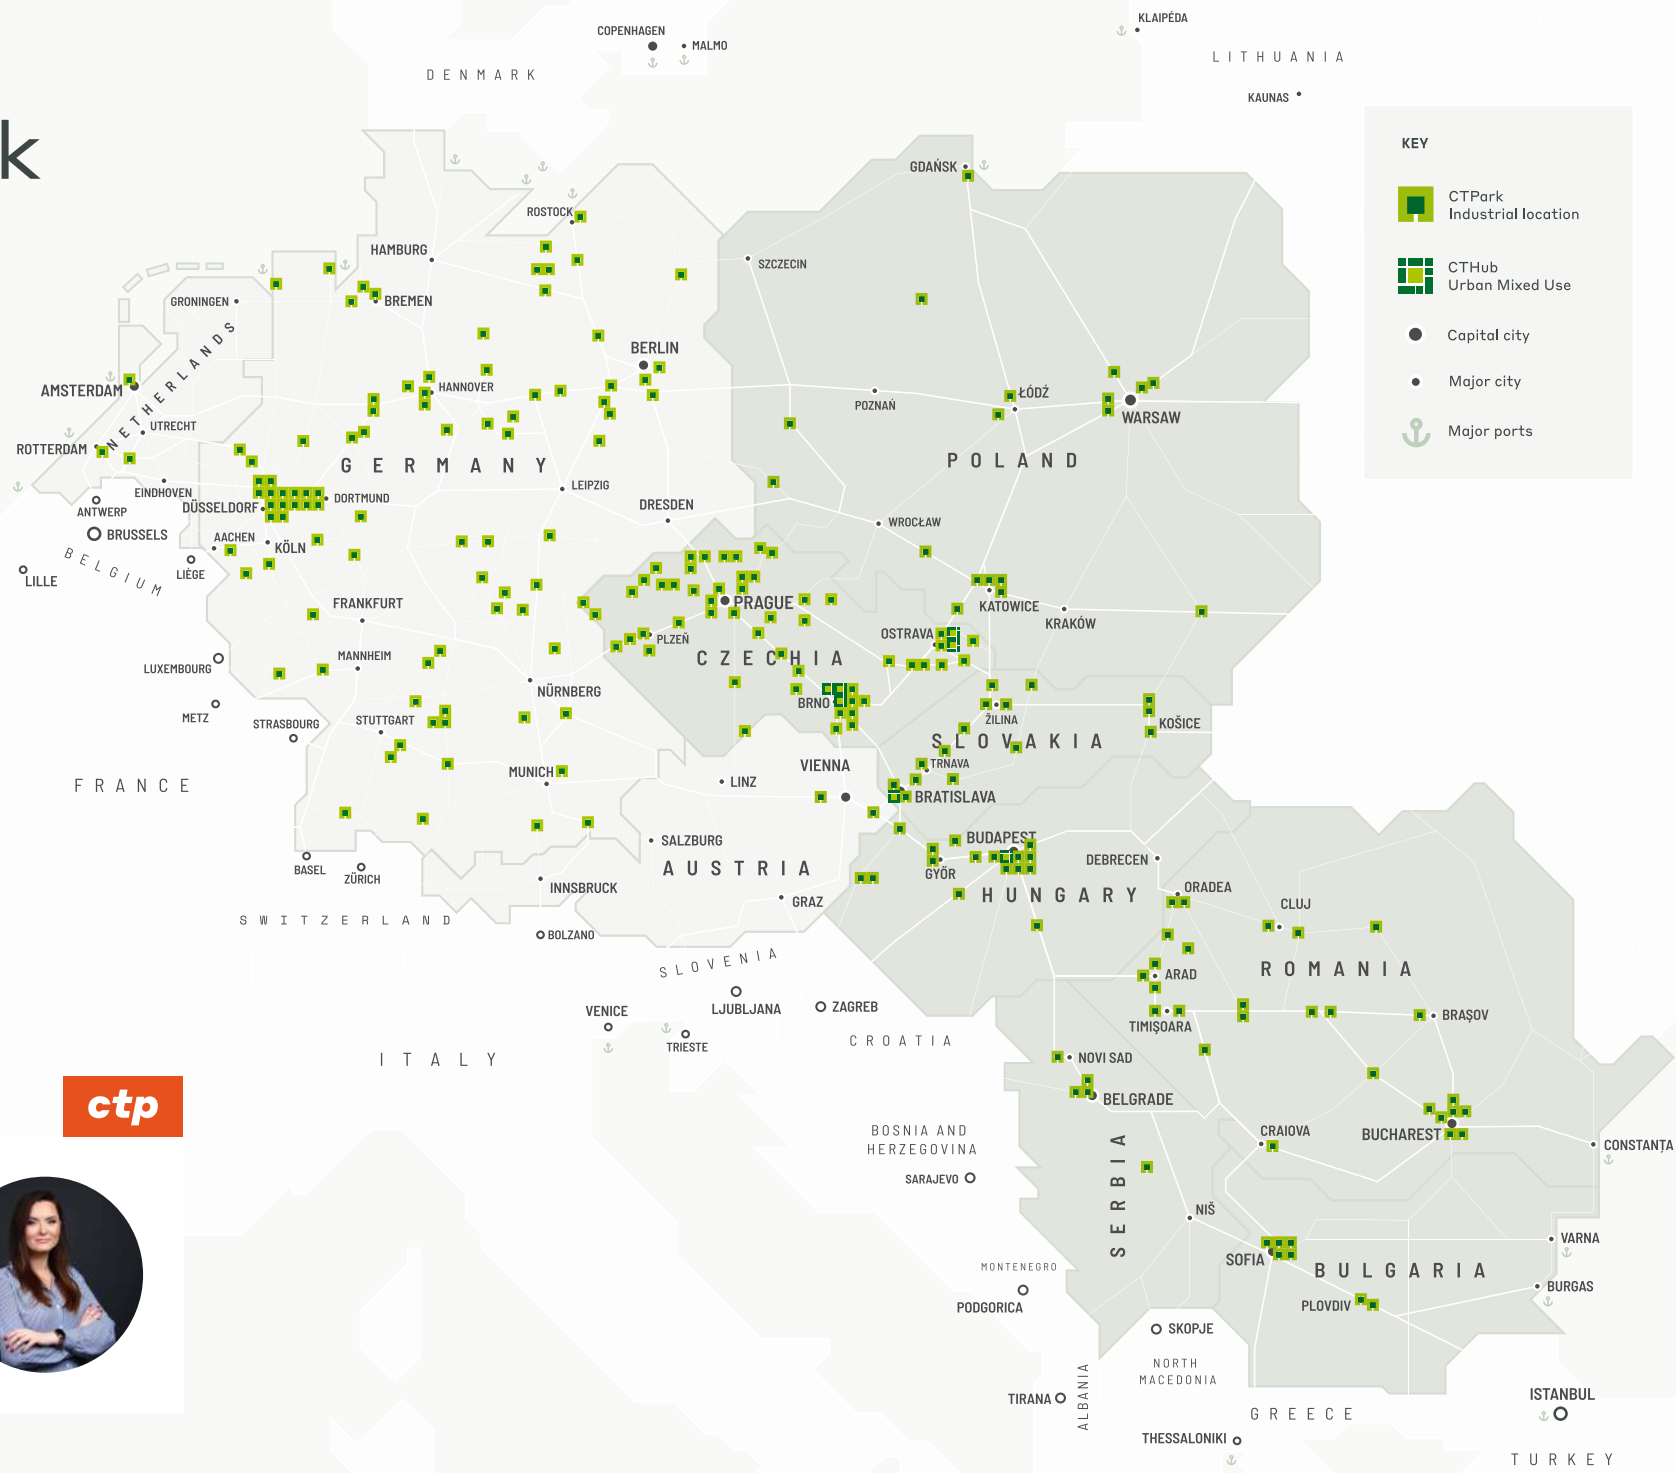 k
KLAIPĖDA
COPENHAGEN
MALMO
DENMARK
LITHUANIA
KAUNAS
KEY
CTPark
Industrial location
CTHub
Urban Mixed Use
Capital city
Major city
Major ports
GDAŃSK
ROSTOCK
HAMBURG
SZCZECIN
GRONINGEN
BREMEN
NETHERLANDS
BERLIN
AMSTERDAM
HANNOVER
POZNAŃ
ŁÓDŹ
WARSAW
UTRECHT
ROTTERDAM
GERMANY
POLAND
EINDHOVEN
LEIPZIG
DORTMUND
ANTWERP
DÜSSELDORF
DRESDEN
WROCŁAW
BRUSSELS
AACHEN
KÖLN
BELGIUM
LIÈGE
LILLE
FRANKFURT
PRAGUE
KATOWICE
KRAKÓW
OSTRAVA
PLZEŇ
CZECHIA
LUXEMBOURG
MANNHEIM
NÜRNBERG
METZ
BRNO
STRASBOURG
STUTTGART
ŽILINA
KOŠICE
SLOVAKIA
FRANCE
VIENNA
TRNAVA
MUNICH
LINZ
BRATISLAVA
SALZBURG
BUDAPEST
DEBRECEN
BASEL
ZÜRICH
AUSTRIA
GYŐR
INNSBRUCK
HUNGARY
ORADEA
GRAZ
CLUJ
SWITZERLAND
BOLZANO
SLOVENIA
ARAD
ROMANIA
VENICE
LJUBLJANA
ZAGREB
BRAŞOV
TIMIŞOARA
TRIESTE
CROATIA
ITALY
NOVI SAD
ctp
BELGRADE
BOSNIA AND
HERZEGOVINA
CRAIOVA
BUCHAREST
CONSTANȚA
SARAJEVO
SERBIA
NIŠ
VARNA
SOFIA
BULGARIA
MONTENEGRO
BURGAS
PODGORICA
PLOVDIV
SKOPJE
NORTH
MACEDONIA
TIRANA
ALBANIA
ISTANBUL
GREECE
THESSALONIKI
TURKEY